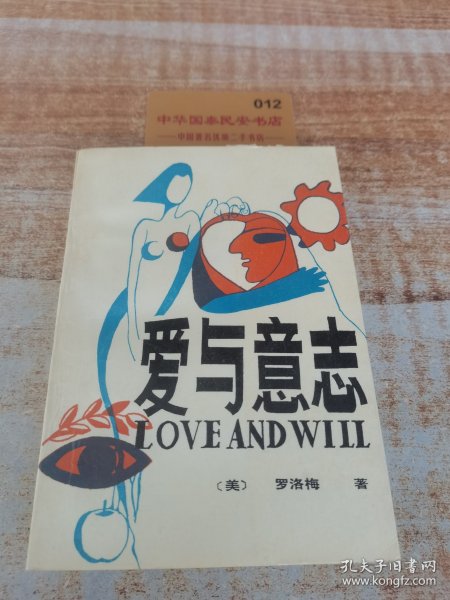 012
中华国泰民安书店
——中国著名淘旧二手书店
爱与意志
LOVE AND WILL
〔美〕 罗洛梅 著
孔夫子旧书网
www.kongfz.com